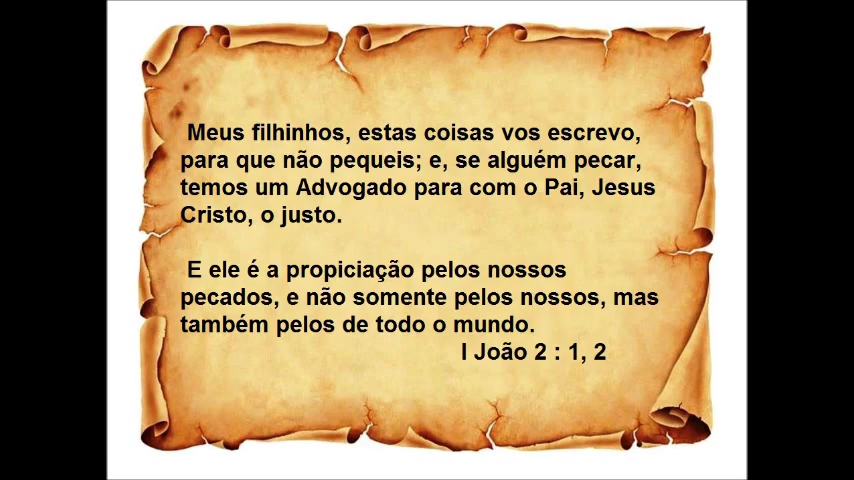 Meus filhinhos, estas coisas vos escrevo,
para que não pequeis; e, se alguém pecar,
temos um Advogado para com o Pai, Jesus
Cristo, o justo.
E ele é a propiciação pelos nossos
pecados, e não somente pelos nossos, mas
também pelos de todo o mundo.
I João 2 : 1, 2